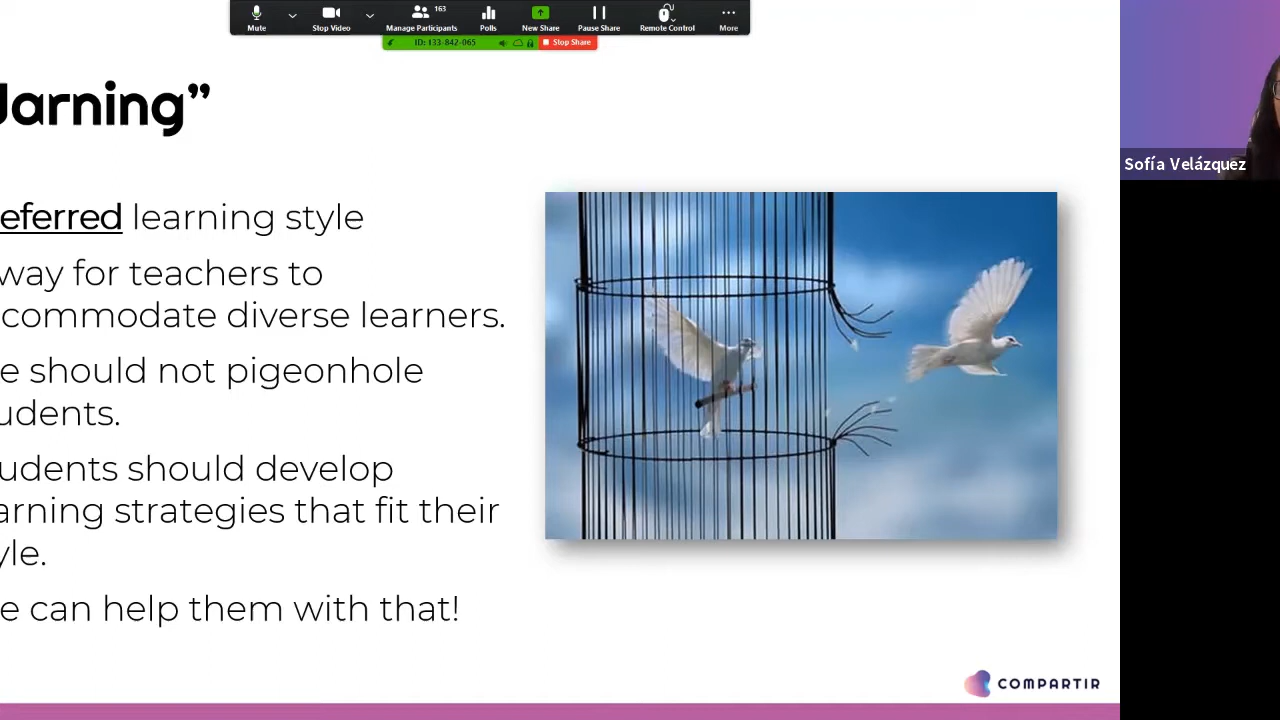 163
Mute
Stop Video
Manage Participants
Polls
New Share
Pause Share
Remote Control
More
ID: 133-842-065
Stop Share
arning”
Sofía Velázquez
eferred learning style
way for teachers to
commodate diverse learners.
e should not pigeonhole
udents.
udents should develop
arning strategies that fit their
yle.
e can help them with that!
COMPARTIR